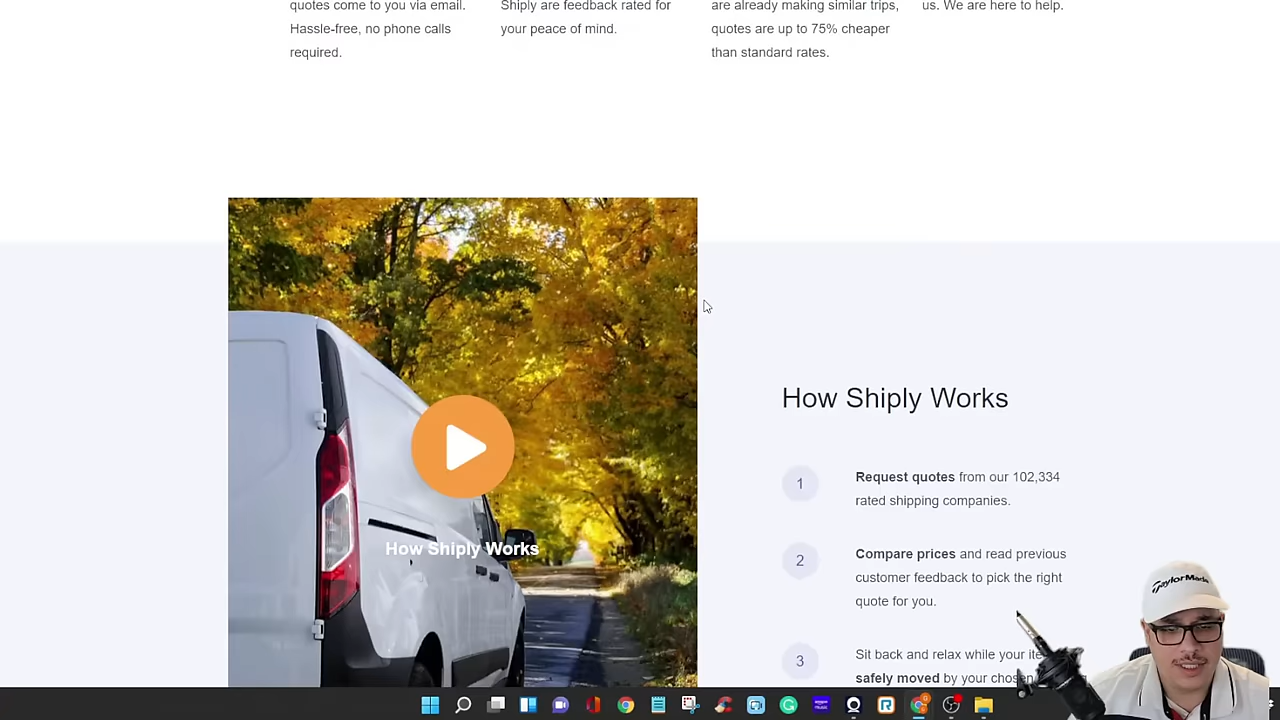 quotes come to you via email.
Hassle-free, no phone calls
required.
Shiply are feedback rated for
your peace of mind.
are already making similar trips,
quotes are up to 75% cheaper
than standard rates.
us. We are here to help.
How Shiply Works
How Shiply Works
1
Request quotes from our 102,334
rated shipping companies.
2
Compare prices and read previous
customer feedback to pick the right
quote for you.
3
Sit back and relax while your
safely moved by your chosen
TaylorMade